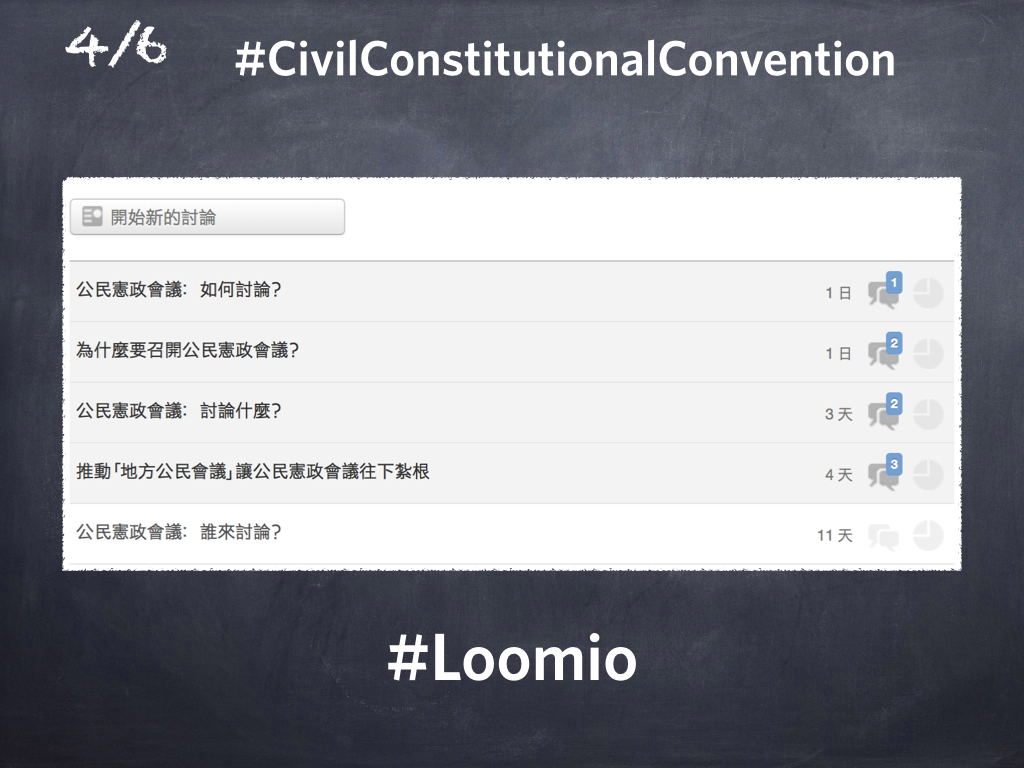 4/6
#CivilConstitutionalConvention
開始新的討論
公民憲政會議：如何討論？ 1 日 1
為什麼要召開公民憲政會議？ 1 日 2
公民憲政會議：討論什麼？ 3 天 2
推動「地方公民會議」讓公民憲政會議往下紮根 4 天 3
公民憲政會議：誰來討論？ 11 天
#Loomio